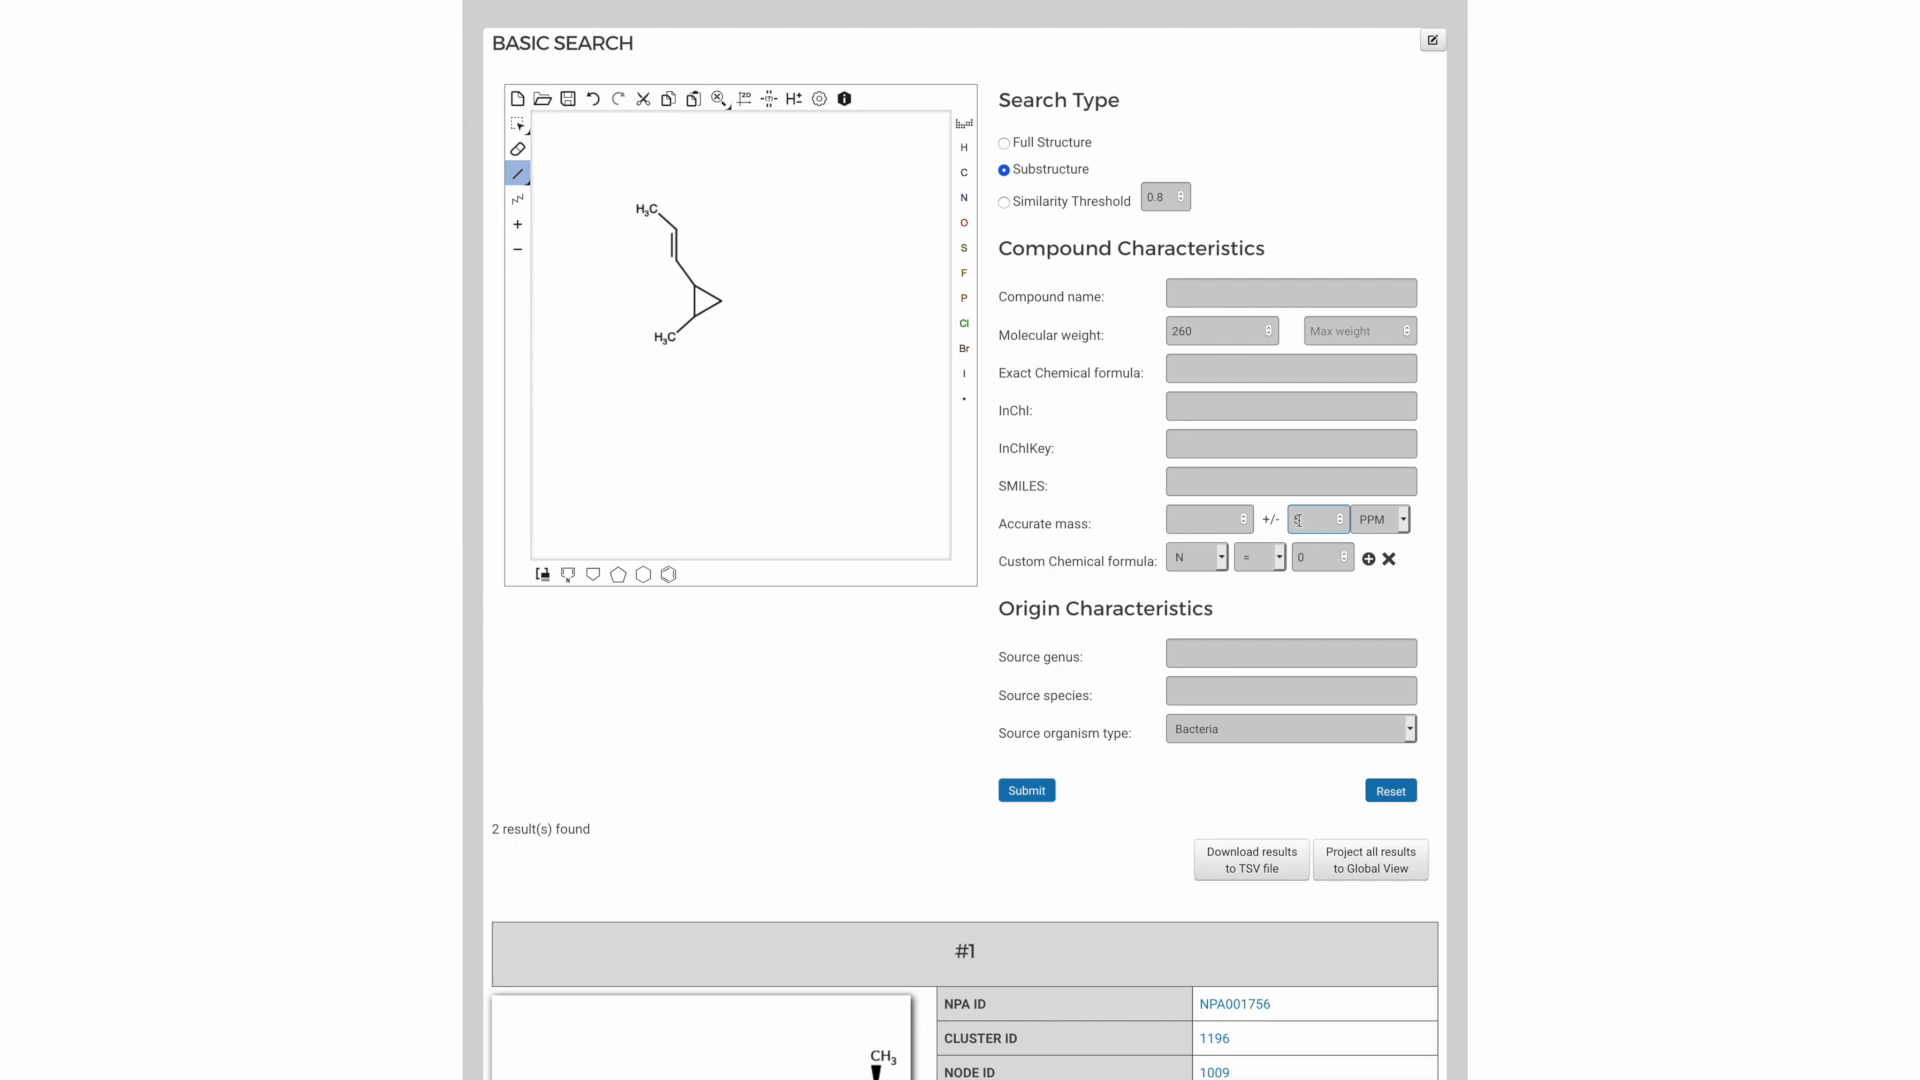 BASIC SEARCH
2D
(?)
H±
H
C
N
O
S
F
P
Cl
Br
I
*
H₃C
H₃C
N
Search Type
Full Structure
Substructure
Similarity Threshold 0.8
Compound Characteristics
Compound name:
Molecular weight: 260 Max weight
Exact Chemical formula:
InChI:
InChIKey:
SMILES:
Accurate mass: +/- PPM
Custom Chemical formula: N = 0
Origin Characteristics
Source genus:
Source species:
Source organism type: Bacteria
Submit Reset
2 result(s) found
Download results
to TSV file
Project all results
to Global View
#1
NPA ID NPA001756
CLUSTER ID 1196
NODE ID 1009
CH₃